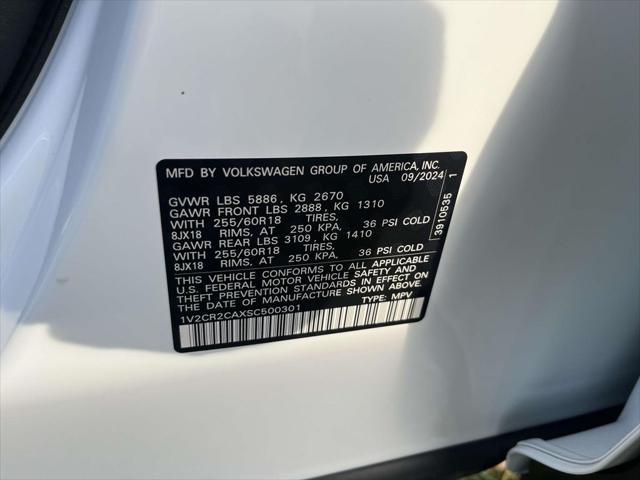 MFD BY VOLKSWAGEN GROUP OF AMERICA, INC.
USA 09/2024
GVWR LBS 5886, KG 2670
GAWR FRONT LBS 2888, KG 1310
WITH 255/60R18 TIRES,
8JX18 RIMS, AT 250 KPA, 36 PSI COLD
GAWR REAR LBS 3109, KG 1410
WITH 255/60R18 TIRES,
8JX18 RIMS, AT 250 KPA, 36 PSI COLD
THIS VEHICLE CONFORMS TO ALL APPLICABLE
U.S. FEDERAL MOTOR VEHICLE SAFETY AND
THEFT PREVENTION STANDARDS IN EFFECT ON
THE DATE OF MANUFACTURE SHOWN ABOVE
1V2CR2CAXSC500301 TYPE: MPV
3910535 1